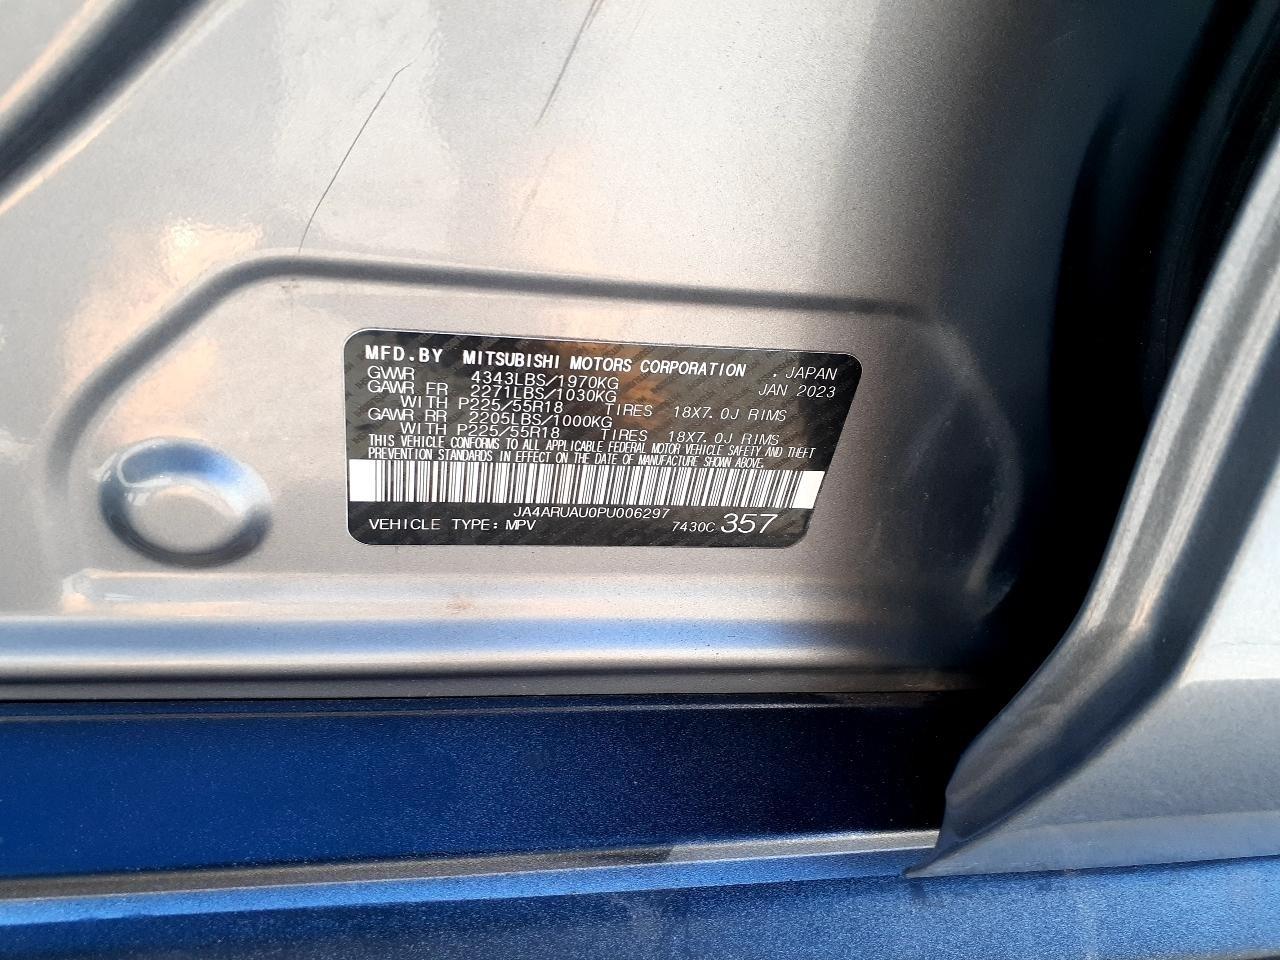 MFD. BY MITSUBISHI MOTORS CORPORATION . JAPAN
GVWR 4343LBS/1970KG JAN 2023
GAWR FR 2271LBS/1030KG
WITH P225/55R18 TIRES 18X7. 0J RIMS
GAWR RR 2205LBS/1000KG
WITH P225/55R18 TIRES 18X7. 0J RIMS
THIS VEHICLE CONFORMS TO ALL APPLICABLE FEDERAL MOTOR VEHICLE SAFETY AND THEFT
PREVENTION STANDARDS IN EFFECT ON THE DATE OF MANUFACTURE SHOWN ABOVE.
JA4ARUAU0PU006297
VEHICLE TYPE: MPV 7430C 357